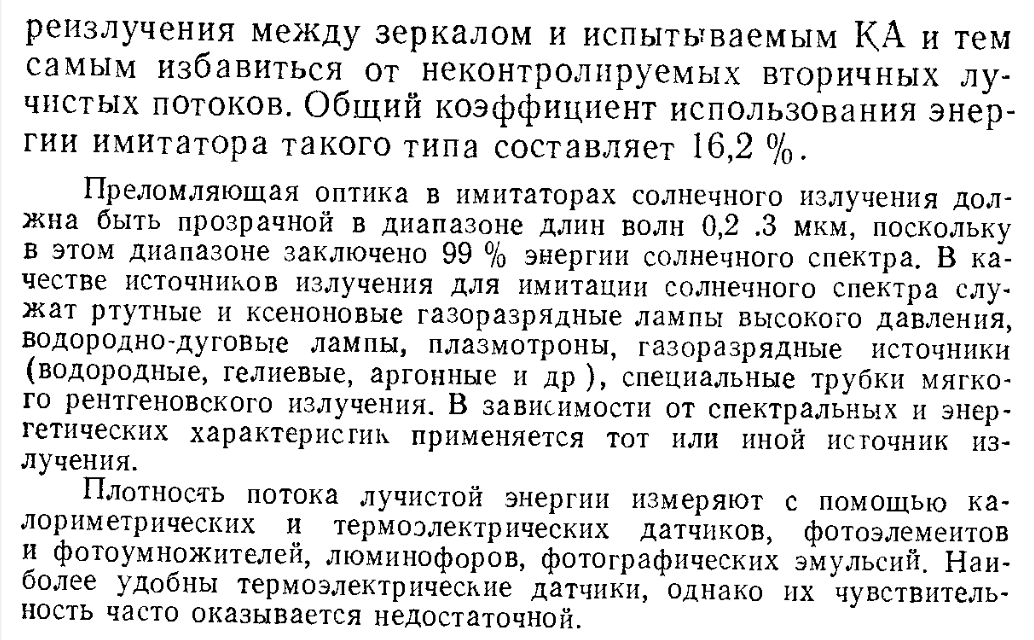 реизлучения между зеркалом и испытываемым КА и тем
самым избавиться от неконтролируемых вторичных лу-
чистых потоков. Общий коэффициент использования энер-
гии имитатора такого типа составляет 16,2 %.
Преломляющая оптика в имитаторах солнечного излучения дол-
жна быть прозрачной в диапазоне длин волн 0,2 .3 мкм, поскольку
в этом диапазоне заключено 99 % энергии солнечного спектра. В ка-
честве источников излучения для имитации солнечного спектра слу-
жат ртутные и ксеноновые газоразрядные лампы высокого давления,
водородно-дуговые лампы, плазмотроны, газоразрядные источники
(водородные, гелиевые, аргонные и др ), специальные трубки мягко-
го рентгеновского излучения. В зависимости от спектральных и энер-
гетических характеристик применяется тот или иной источник из-
лучения.
Плотность потока лучистой энергии измеряют с помощью ка-
лориметрических и термоэлектрических датчиков, фотоэлементов
и фотоумножителей, люминофоров, фотографических эмульсий. Наи-
более удобны термоэлектрические датчики, однако их чувствитель-
ность часто оказывается недостаточной.